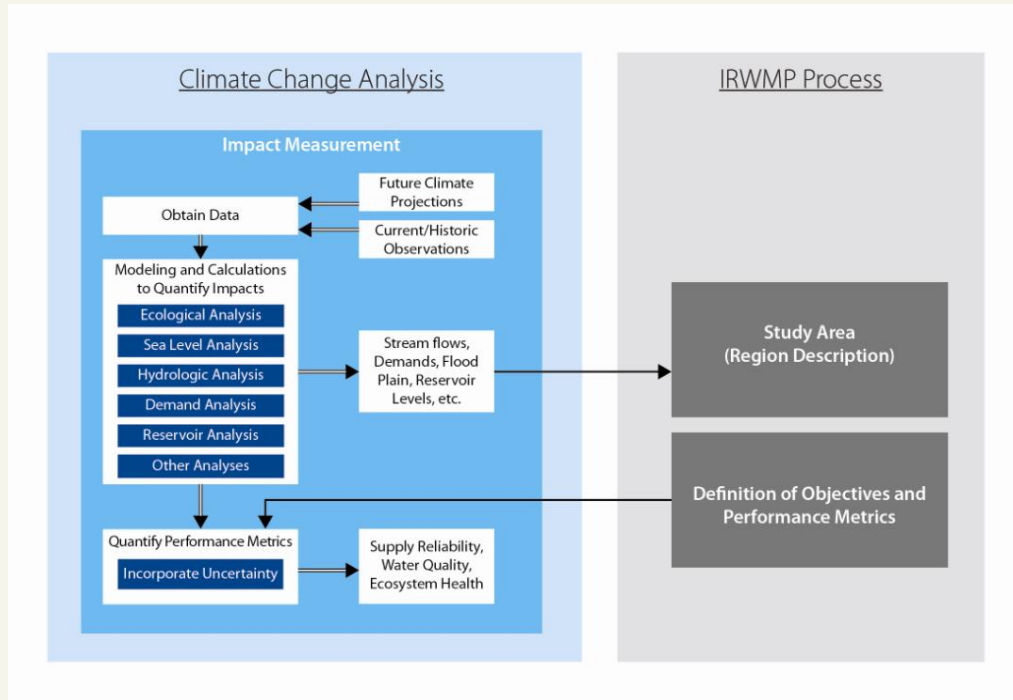 Climate Change Analysis
Impact Measurement
Future Climate
Projections
Obtain Data
Current/Historic
Observations
Modeling and Calculations
to Quantify Impacts
Ecological Analysis
Sea Level Analysis
Hydrologic Analysis
Demand Analysis
Reservoir Analysis
Other Analyses
Stream flows,
Demands, Flood
Plain, Reservoir
Levels, etc.
Quantify Performance Metrics
Incorporate Uncertainty
Supply Reliability,
Water Quality,
Ecosystem Health
IRWMP Process
Study Area
(Region Description)
Definition of Objectives and
Performance Metrics